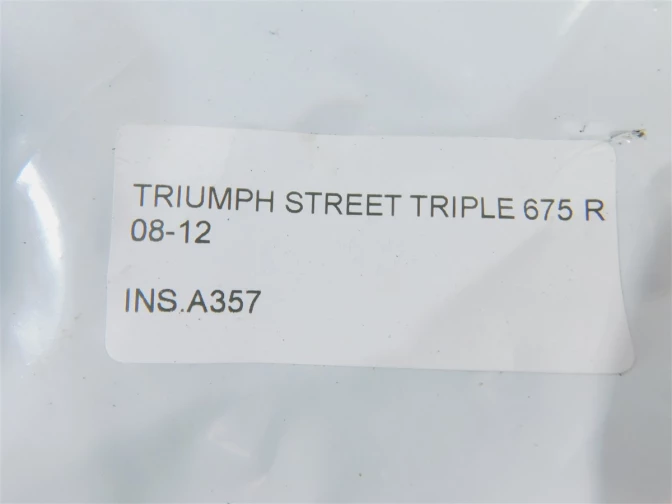 TRIUMPH STREET TRIPLE 675 R
08-12
INS.A357